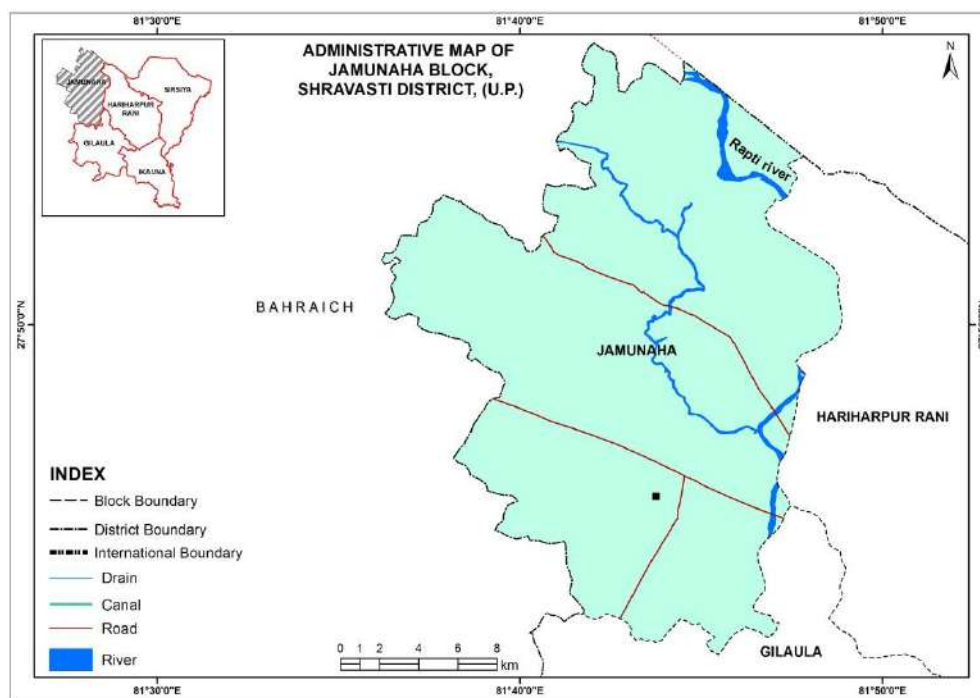 81°30'0"E
81°40'0"E
81°50'0"E
ADMINISTRATIVE MAP OF
JAMUNAHA BLOCK,
SHRAVASTI DISTRICT, (U.P.)
N
JAMUNAHA
SIRSIYA
HARIHARPUR
RANI
GILAULA
IKAUNA
Rapti river
BAHRAICH
27°50'0"N
JAMUNAHA
HARIHARPUR RANI
INDEX
Block Boundary
District Boundary
International Boundary
Drain
Canal
Road
River
GILAULA
0 1 2 4 6 8
km
81°30'0"E
81°40'0"E
81°50'0"E